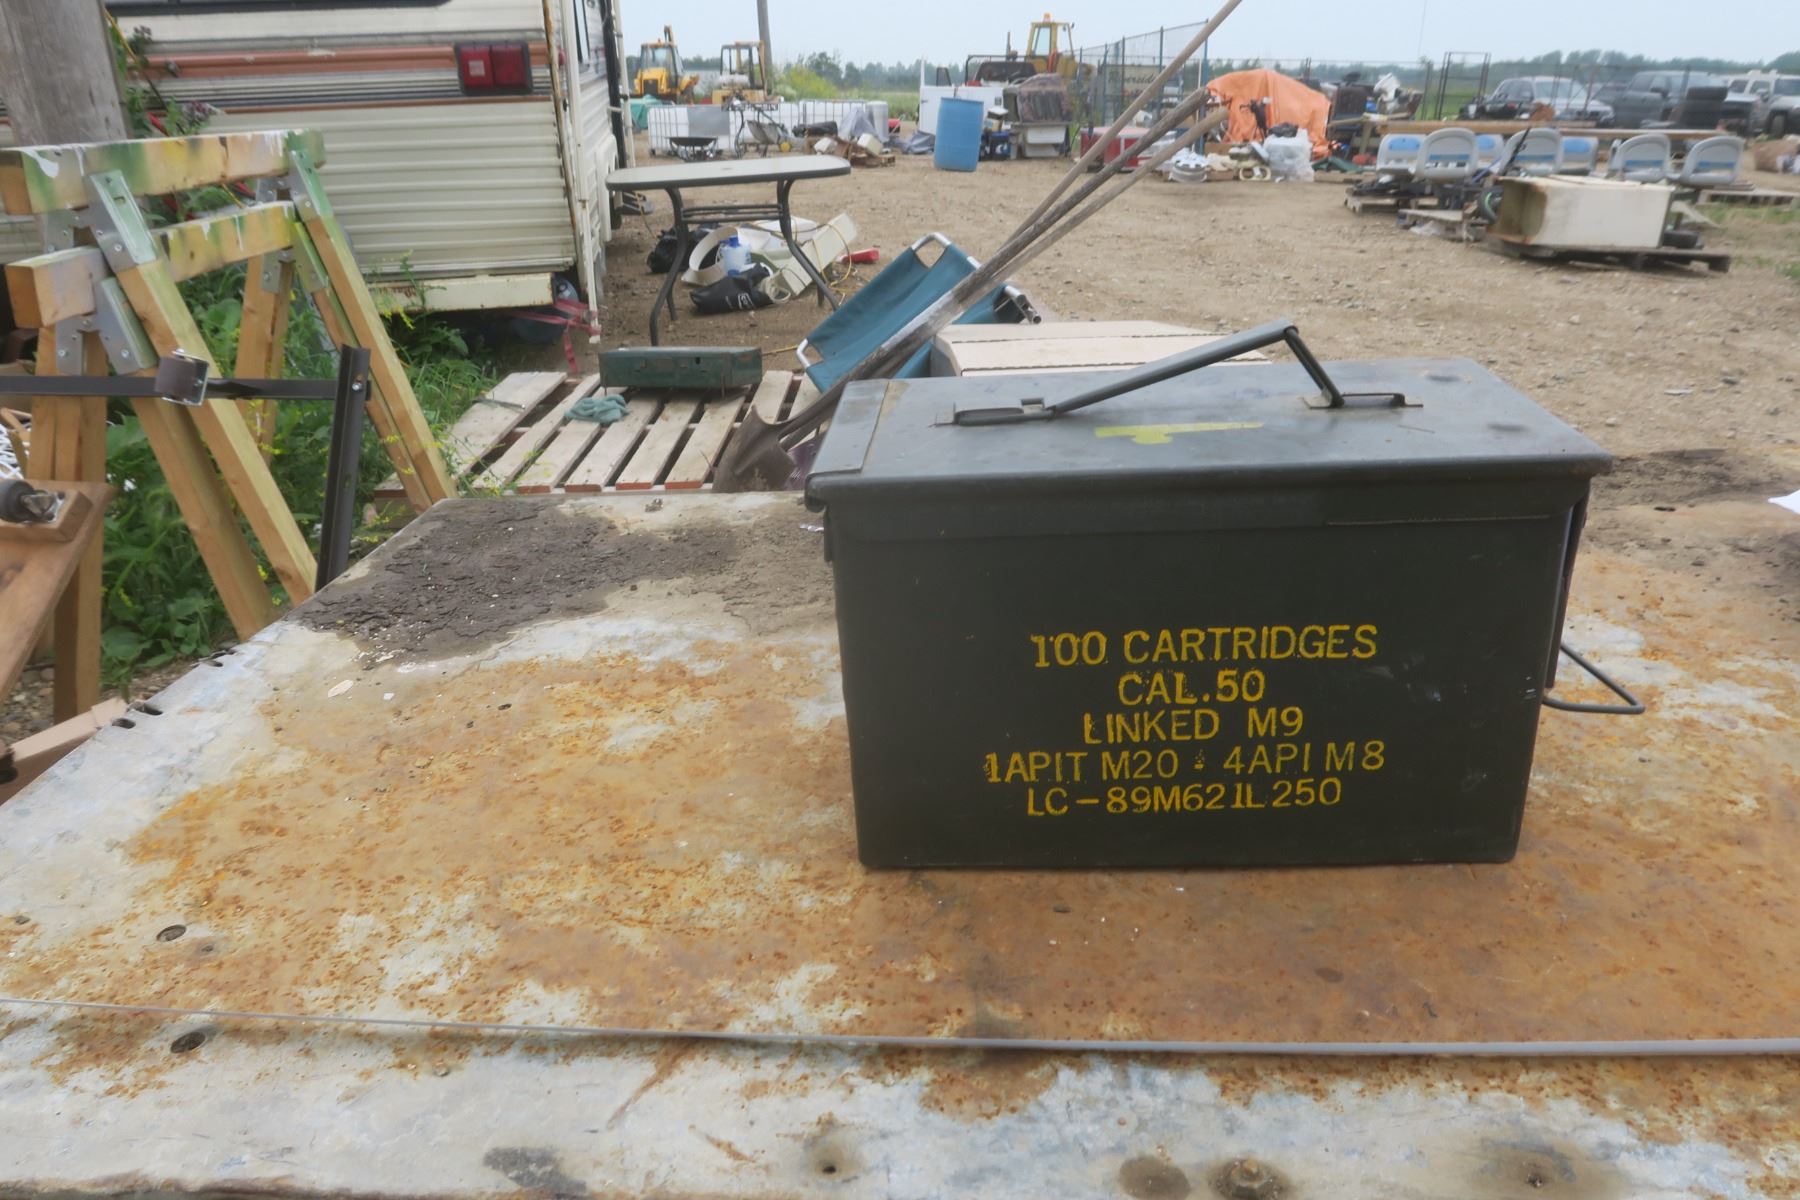 100 CARTRIDGES
CAL.50
LINKED M9
1APIT M20 - 4API M8
LC-89M621L250